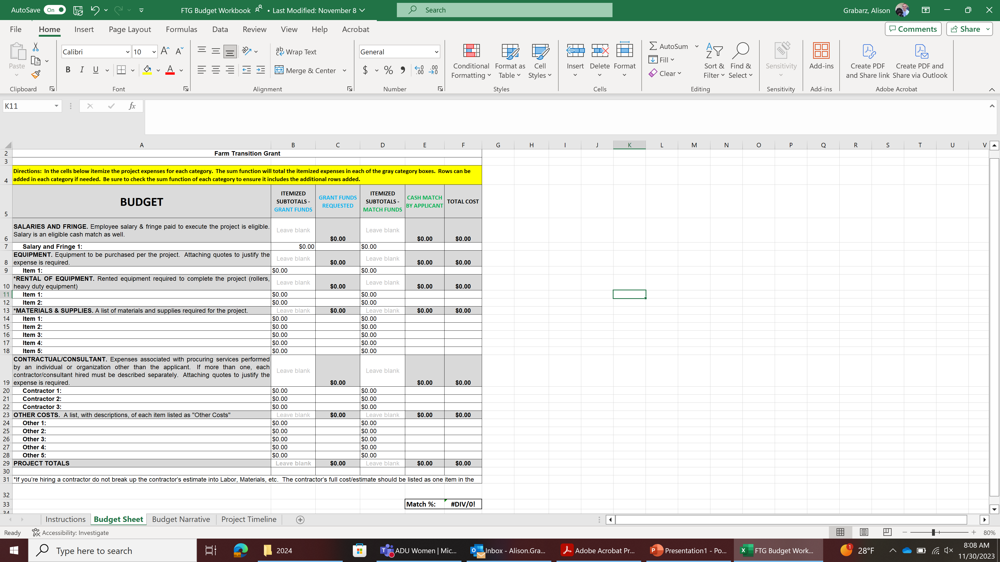 AutoSave On FTG Budget Workbook • Last Modified: November 8 Search Grabarz, Alison
File Home Insert Page Layout Formulas Data Review View Help Acrobat Comments Share
Paste Calibri 10 Wrap Text General Conditional Formatting Format as Table Cell Styles Insert Delete Format AutoSum Fill Clear Sort & Filter Find & Select Sensitivity Add-ins Create PDF and Share link Create PDF and Share via Outlook
B I U A Merge & Center $ % 9
Clipboard Font Alignment Number Styles Cells Editing Sensitivity Add-ins Adobe Acrobat
K11 fx
A B C D E F G H I J K L M N O P Q R S T U V
2 Farm Transition Grant
3
4 Directions: In the cells below itemize the project expenses for each category. The sum function will total the itemized expenses in each of the gray category boxes. Rows can be
added in each category if needed. Be sure to check the sum function of each category to ensure it includes the additional rows added.
5 BUDGET ITEMIZED SUBTOTALS - GRANT FUNDS GRANT FUNDS REQUESTED ITEMIZED SUBTOTALS - MATCH FUNDS CASH MATCH BY APPLICANT TOTAL COST
SALARIES AND FRINGE. Employee salary & fringe paid to execute the project is eligible.
6 Salary is an eligible cash match as well. Leave blank $0.00 Leave blank $0.00 $0.00
7 Salary and Fringe 1: $0.00 $0.00
EQUIPMENT. Equipment to be purchased per the project. Attaching quotes to justify the
8 expense is required. Leave blank $0.00 Leave blank $0.00 $0.00
9 Item 1: $0.00 $0.00
*RENTAL OF EQUIPMENT. Rented equipment required to complete the project (rollers,
10 heavy duty equipment) Leave blank $0.00 Leave blank $0.00 $0.00
11 Item 1: $0.00 $0.00
12 Item 2: $0.00 $0.00
13 *MATERIALS & SUPPLIES. A list of materials and supplies required for the project. Leave blank $0.00 Leave blank $0.00 $0.00
14 Item 1: $0.00 $0.00
15 Item 2: $0.00 $0.00
16 Item 3: $0.00 $0.00
17 Item 4: $0.00 $0.00
18 Item 5: $0.00 $0.00
CONTRACTUAL/CONSULTANT. Expenses associated with procuring services performed
by an individual or organization other than the applicant. If more than one, each
contractor/consultant hired must be described separately. Attaching quotes to justify the
19 expense is required. Leave blank $0.00 Leave blank $0.00 $0.00
20 Contractor 1: $0.00 $0.00
21 Contractor 2: $0.00 $0.00
22 Contractor 3: $0.00 $0.00
23 OTHER COSTS. A list, with descriptions, of each item listed as "Other Costs" Leave blank $0.00 Leave blank $0.00 $0.00
24 Other 1: $0.00 $0.00
25 Other 2: $0.00 $0.00
26 Other 3: $0.00 $0.00
27 Other 4: $0.00 $0.00
28 Other 5: $0.00 $0.00
29 PROJECT TOTALS Leave blank $0.00 Leave blank $0.00 $0.00
30
31 *If you're hiring a contractor do not break up the contractor's estimate into Labor, Materials, etc. The contractor's full cost/estimate should be listed as one item in the
32
33 Match %: #DIV/0!
34
Instructions Budget Sheet Budget Narrative Project Timeline
Ready Accessibility: Investigate 80%
Type here to search 2024 ADU Women | Mic... Inbox - Alison.Gra... Adobe Acrobat Pr... Presentation1 - Po... FTG Budget Work... 1 28°F 8:08 AM
11/30/2023